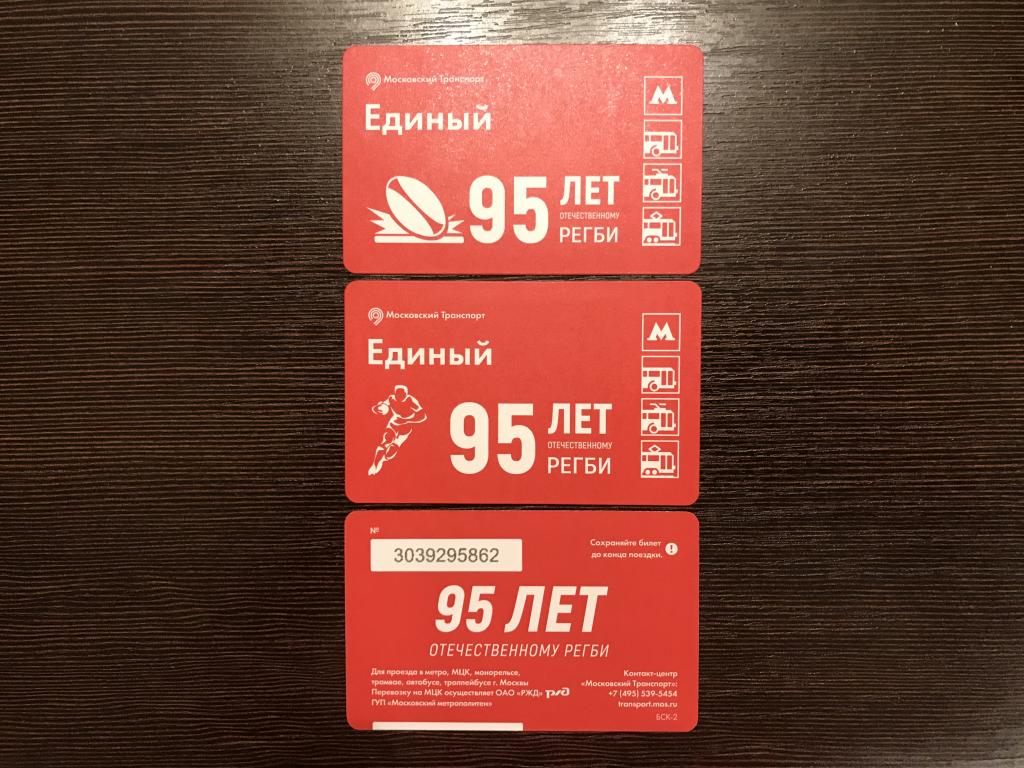 Московский Транспорт
Единый
95 ЛЕТ
ОТЕЧЕСТВЕННОМУ
РЕГБИ
М
Московский Транспорт
Единый
95 ЛЕТ
ОТЕЧЕСТВЕННОМУ
РЕГБИ
М
№
3039295862
Сохраняйте билет
до конца поездки.
95 ЛЕТ
ОТЕЧЕСТВЕННОМУ РЕГБИ
Для проезда в метро, МЦК, монорельсе,
трамвае, автобусе, троллейбусе г. Москвы
Перевозку на МЦК осуществляет ОАО «РЖД» ржд
ГУП «Московский метрополитен»
Контакт-центр
«Московский Транспорт»:
+7 (495) 539-5454
transport.mos.ru
БСК-2